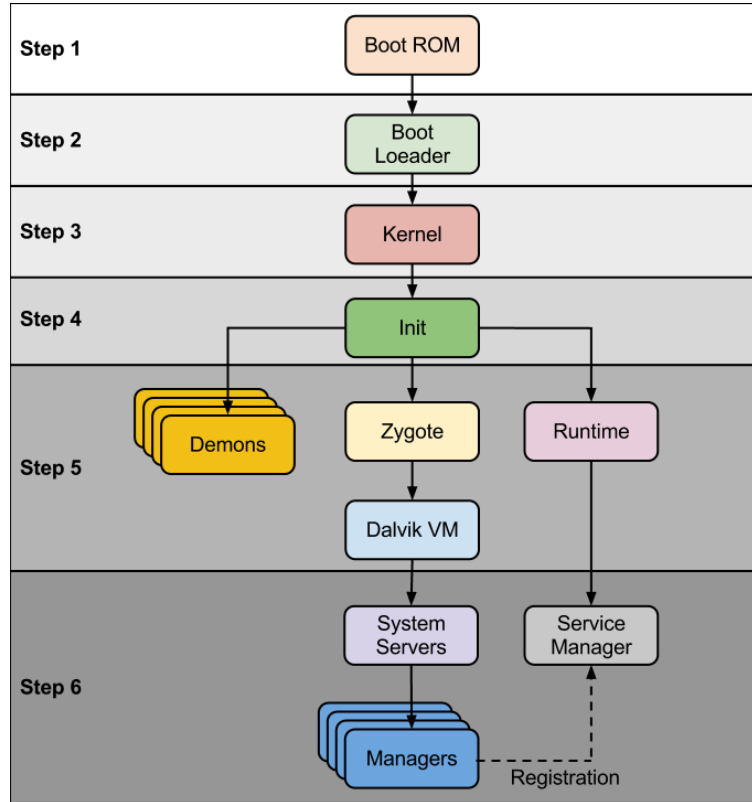 Step 1
Boot ROM
Step 2
Boot
Loeader
Step 3
Kernel
Step 4
Init
Step 5
Demons
Zygote
Runtime
Dalvik VM
Step 6
System
Servers
Service
Manager
Managers
Registration